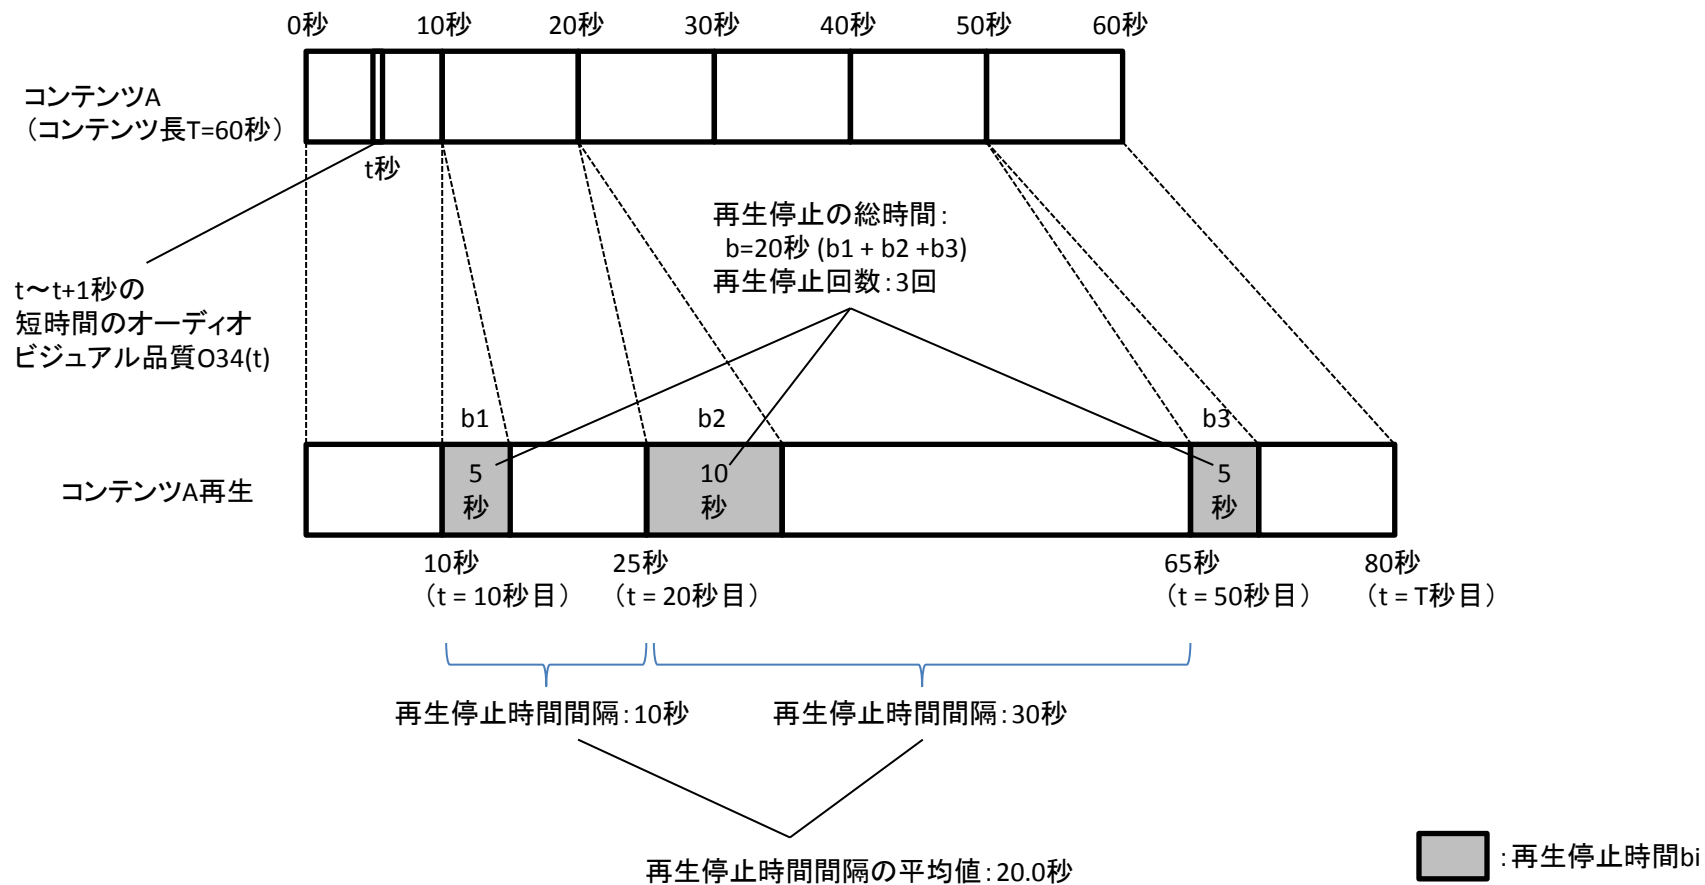 0秒 10秒 20秒 30秒 40秒 50秒 60秒
コンテンツA
（コンテンツ長T=60秒）
t秒
再生停止の総時間：
b=20秒 (b1 + b2 +b3)
再生停止回数：3回
t～t+1秒の
短時間のオーディオ
ビジュアル品質O34(t)
b1 b2 b3
コンテンツA再生
5 10 5
秒 秒 秒
10秒 25秒 65秒 80秒
（t = 10秒目） （t = 20秒目） （t = 50秒目） （t = T秒目）
再生停止時間間隔：10秒 再生停止時間間隔：30秒
再生停止時間間隔の平均値：20.0秒
：再生停止時間bi